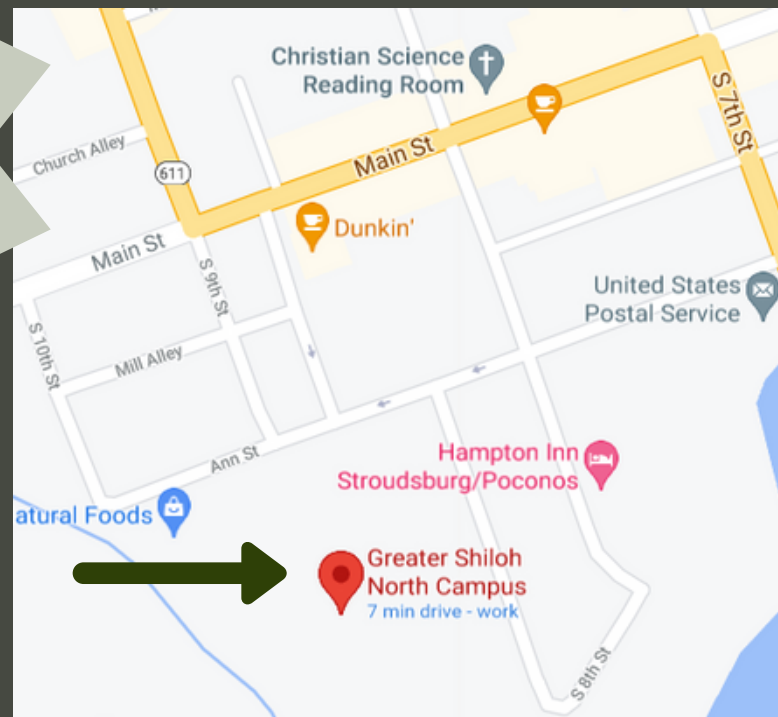 Christian Science
Reading Room
S 7th St
Church Alley
Main St
611
Dunkin'
Main St
S 9th St
United States
Postal Service
S 10th St
Mill Alley
Ann St
Hampton Inn
Stroudsburg/Poconos
atural Foods
Greater Shiloh
North Campus
7 min drive - work
S 8th St